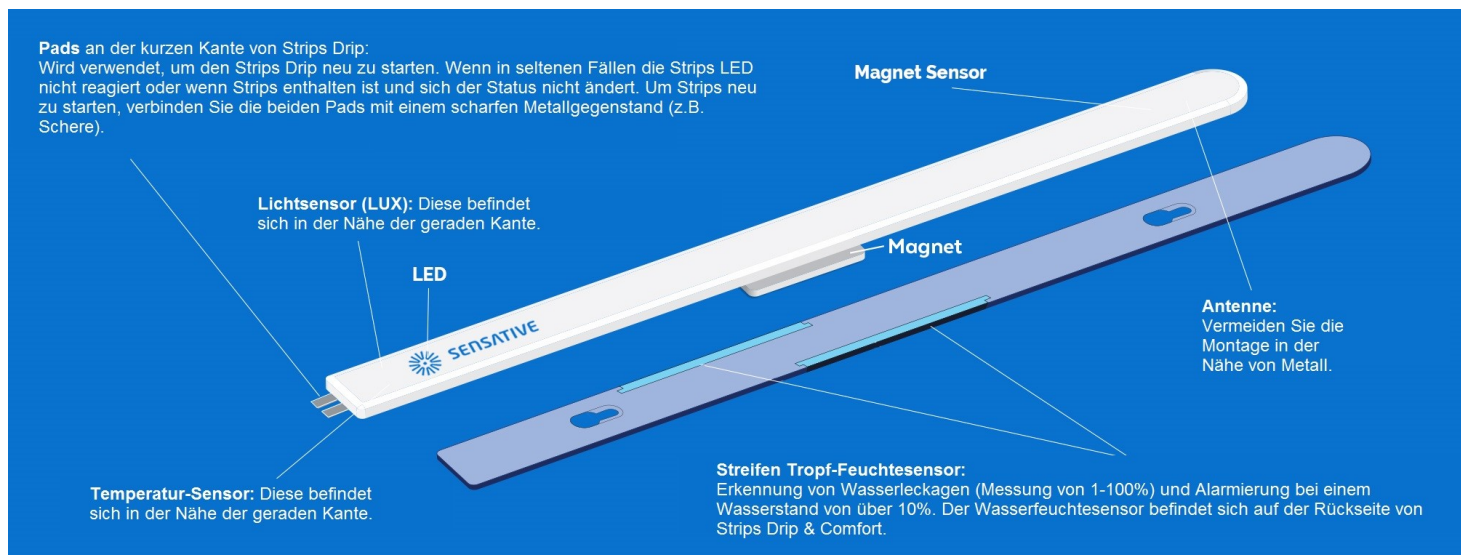 Pads an der kurzen Kante von Strips Drip:
Wird verwendet, um den Strips Drip neu zu starten. Wenn in seltenen Fällen die Strips LED
nicht reagiert oder wenn Strips enthalten ist und sich der Status nicht ändert. Um Strips neu
zu starten, verbinden Sie die beiden Pads mit einem scharfen Metallgegenstand (z.B.
Schere).
Magnet Sensor
Lichtsensor (LUX): Diese befindet
sich in der Nähe der geraden Kante.
LED
Magnet
SENSATIVE
Antenne:
Vermeiden Sie die
Montage in der
Nähe von Metall.
Temperatur-Sensor: Diese befindet
sich in der Nähe der geraden Kante.
Streifen Tropf-Feuchtesensor:
Erkennung von Wasserleckagen (Messung von 1-100%) und Alarmierung bei einem
Wasserstand von über 10%. Der Wasserfeuchtesensor befindet sich auf der Rückseite von
Strips Drip & Comfort.